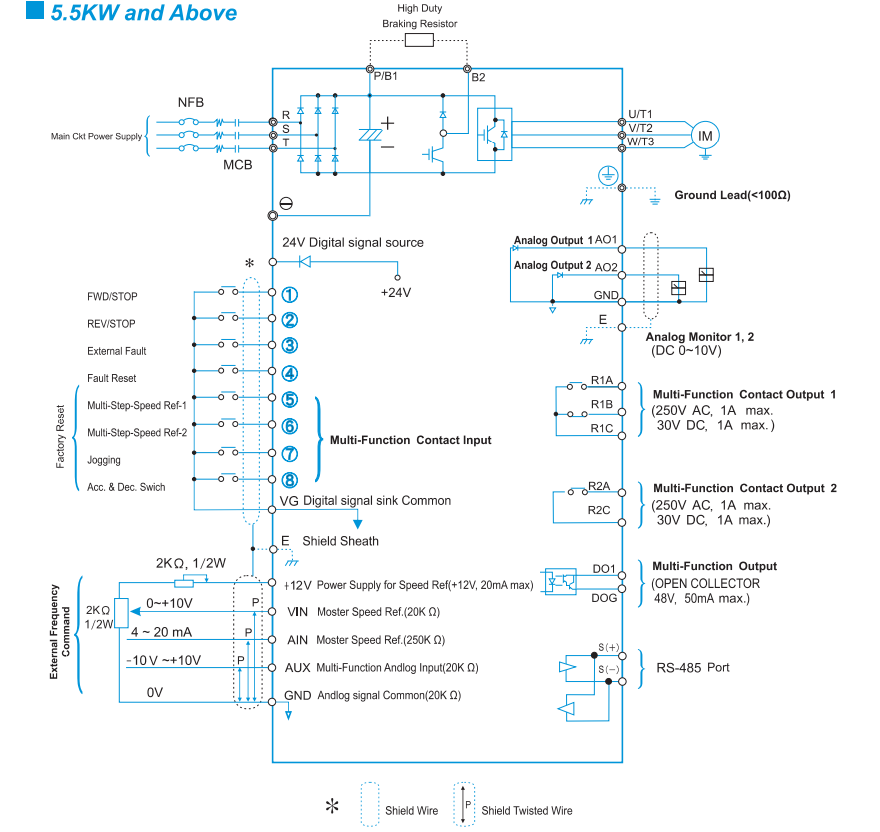 5.5KW and Above
High Duty
Braking Resistor
P/B1
B2
NFB
R
S
T
Main Ckt Power Supply
MCB
+
−
U/T1
V/T2
W/T3
IM
⊖
Ground Lead(<100Ω)
24V Digital signal source
*
+24V
Analog Output 1 AO1
Analog Output 2 AO2
GND
E
Analog Monitor 1, 2
(DC 0~10V)
FWD/STOP
①
REV/STOP
②
External Fault
③
Fault Reset
④
Factory Reset
Multi-Step-Speed Ref-1
⑤
Multi-Step-Speed Ref-2
⑥
Jogging
⑦
Acc. & Dec. Swich
⑧
Multi-Function Contact Input
R1A
R1B
R1C
Multi-Function Contact Output 1
(250V AC, 1A max.
30V DC, 1A max.)
R2A
R2C
Multi-Function Contact Output 2
(250V AC, 1A max.
30V DC, 1A max.)
VG Digital signal sink Common
E Shield Sheath
DO1
DOG
Multi-Function Output
(OPEN COLLECTOR
48V, 50mA max.)
External Frequency
Command
2KΩ, 1/2W
2KΩ
1/2W
+12V Power Supply for Speed Ref(+12V, 20mA max)
0~+10V
P
VIN Moster Speed Ref.(20K Ω)
4 ~ 20 mA
P
AIN Moster Speed Ref.(250K Ω)
-10V ~+10V
P
AUX Multi-Function Andlog Input(20K Ω)
0V
GND Andlog signal Common(20K Ω)
S(+)
S(−)
RS-485 Port
*
Shield Wire
P
Shield Twisted Wire